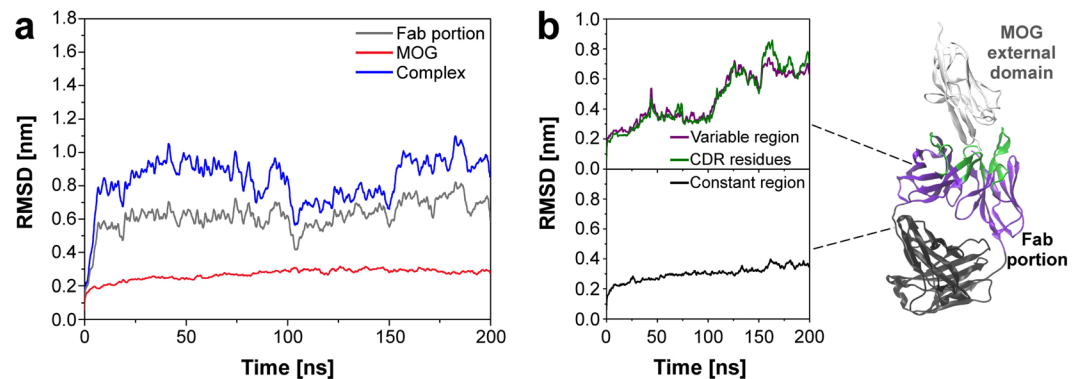 a
1.8
1.6
1.4
1.2
1.0
0.8
0.6
0.4
0.2
0.0
RMSD [nm]
Fab portion
MOG
Complex
0
50
100
150
200
Time [ns]
b
1.0
0.8
0.6
0.4
0.2
Variable region
CDR residues
RMSD [nm]
0.8
0.6
0.4
0.2
0.0
Constant region
0
50
100
150
200
Time [ns]
MOG
external
domain
Fab
portion